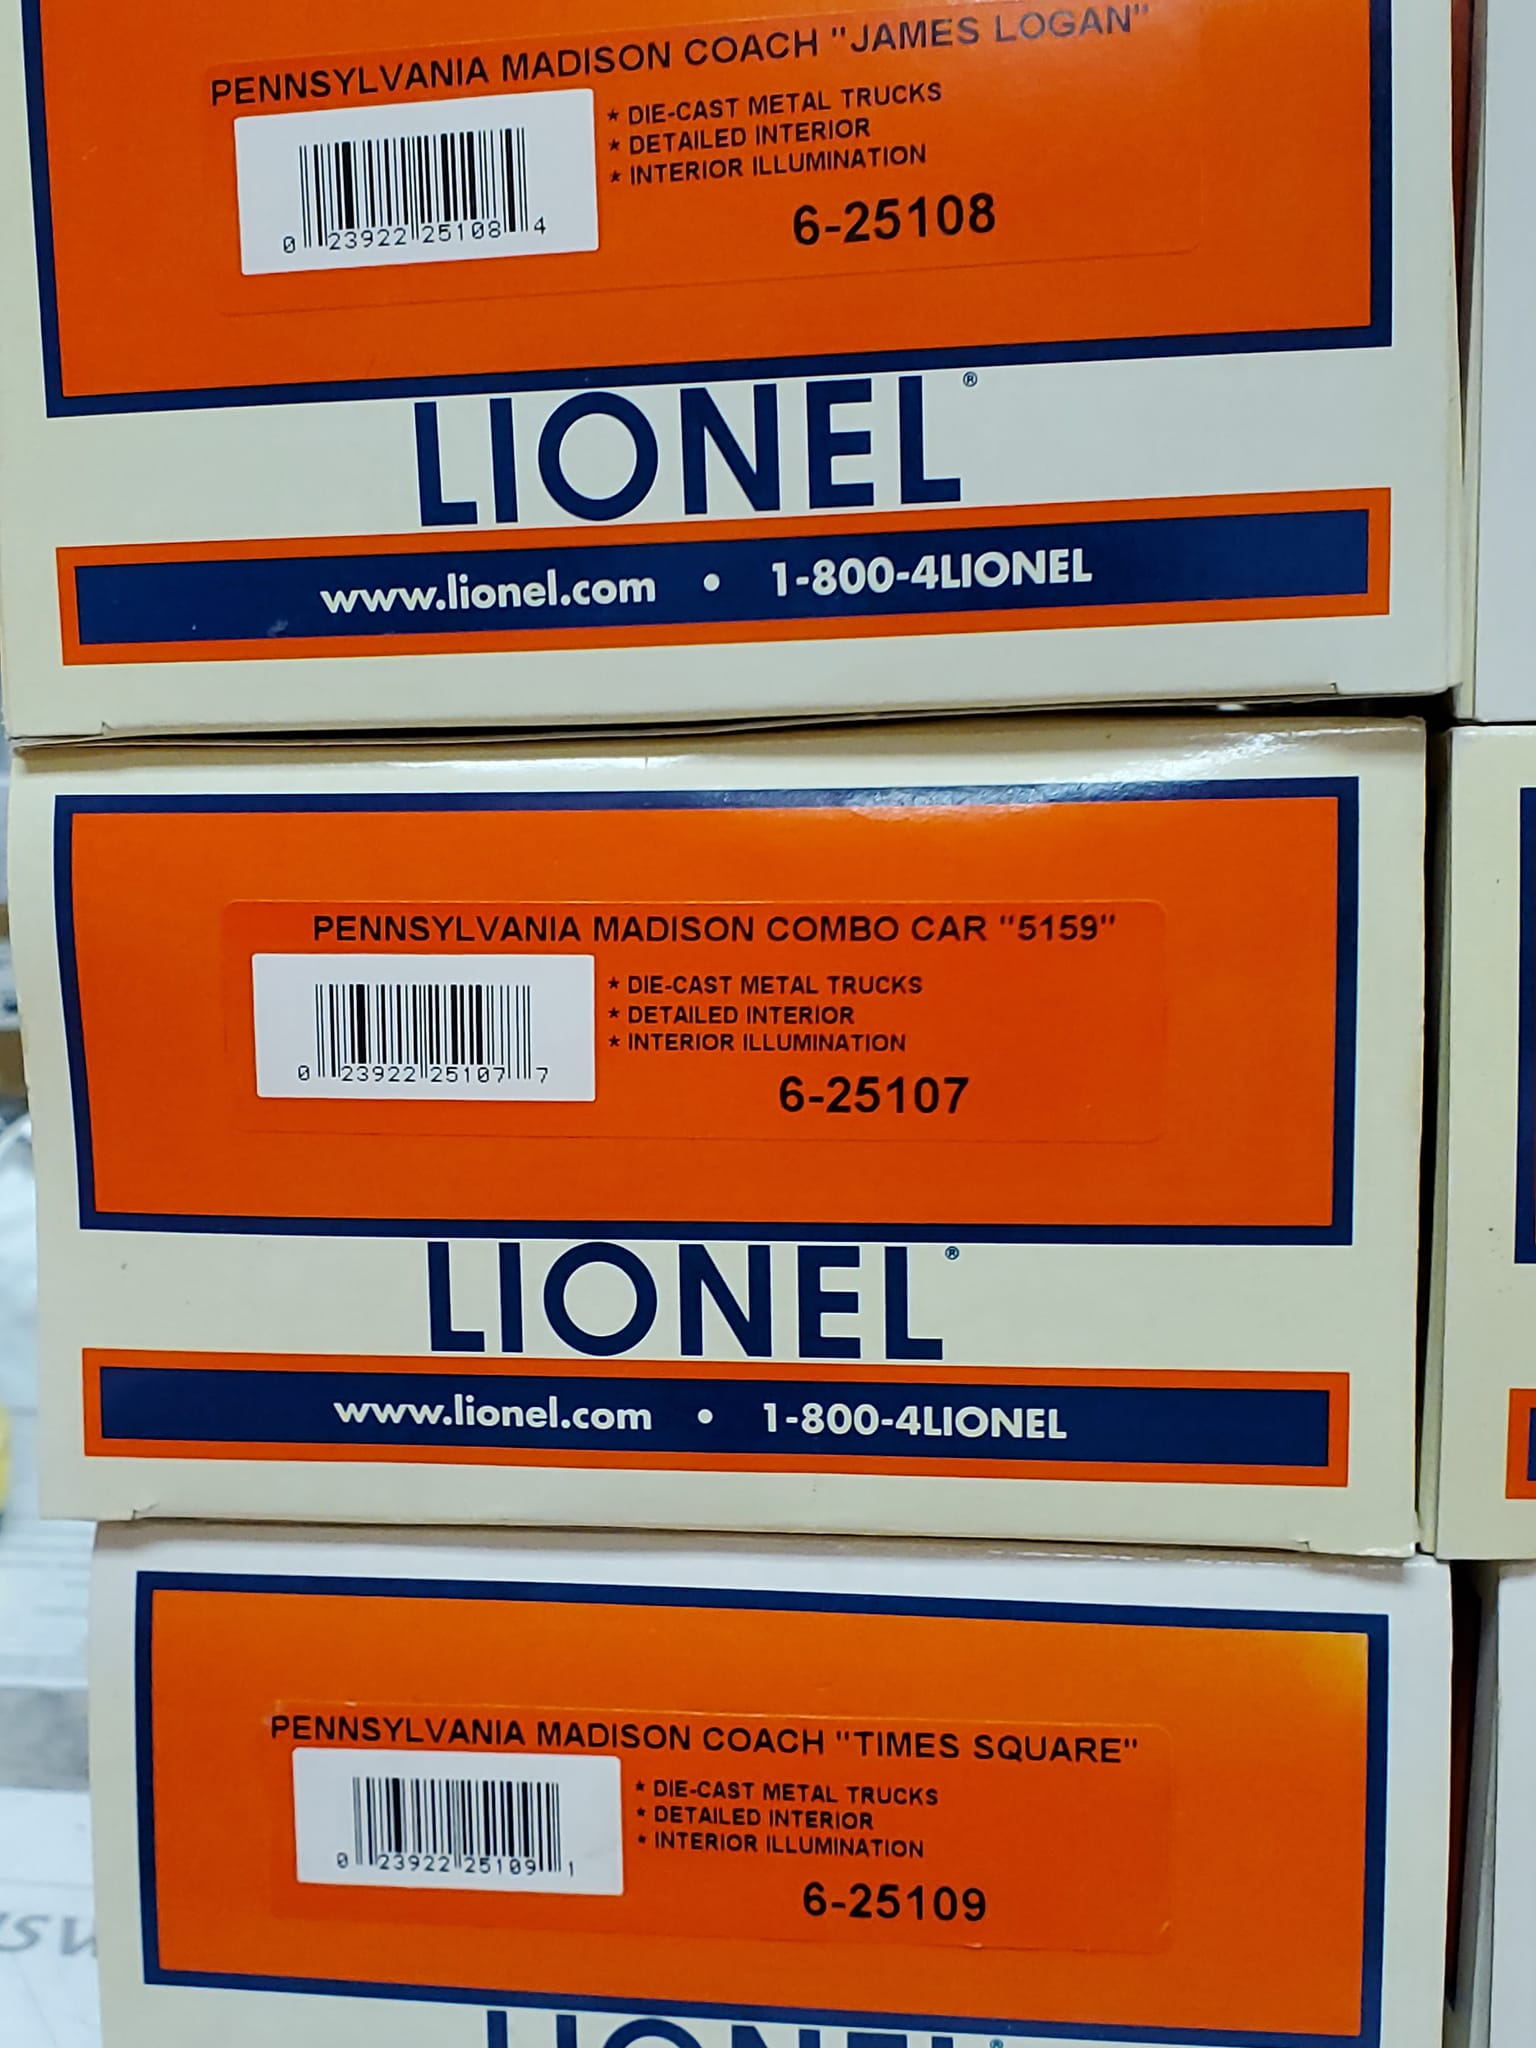 PENNSYLVANIA MADISON COACH "JAMES LOGAN"
★ DIE-CAST METAL TRUCKS
★ DETAILED INTERIOR
★ INTERIOR ILLUMINATION
0 23922 25108 4
6-25108
LIONEL®
www.lionel.com • 1-800-4LIONEL
PENNSYLVANIA MADISON COMBO CAR "5159"
★ DIE-CAST METAL TRUCKS
★ DETAILED INTERIOR
★ INTERIOR ILLUMINATION
0 23922 25107 7
6-25107
LIONEL®
www.lionel.com • 1-800-4LIONEL
PENNSYLVANIA MADISON COACH "TIMES SQUARE"
★ DIE-CAST METAL TRUCKS
★ DETAILED INTERIOR
★ INTERIOR ILLUMINATION
0 23922 25109 1
6-25109
LIONEL®